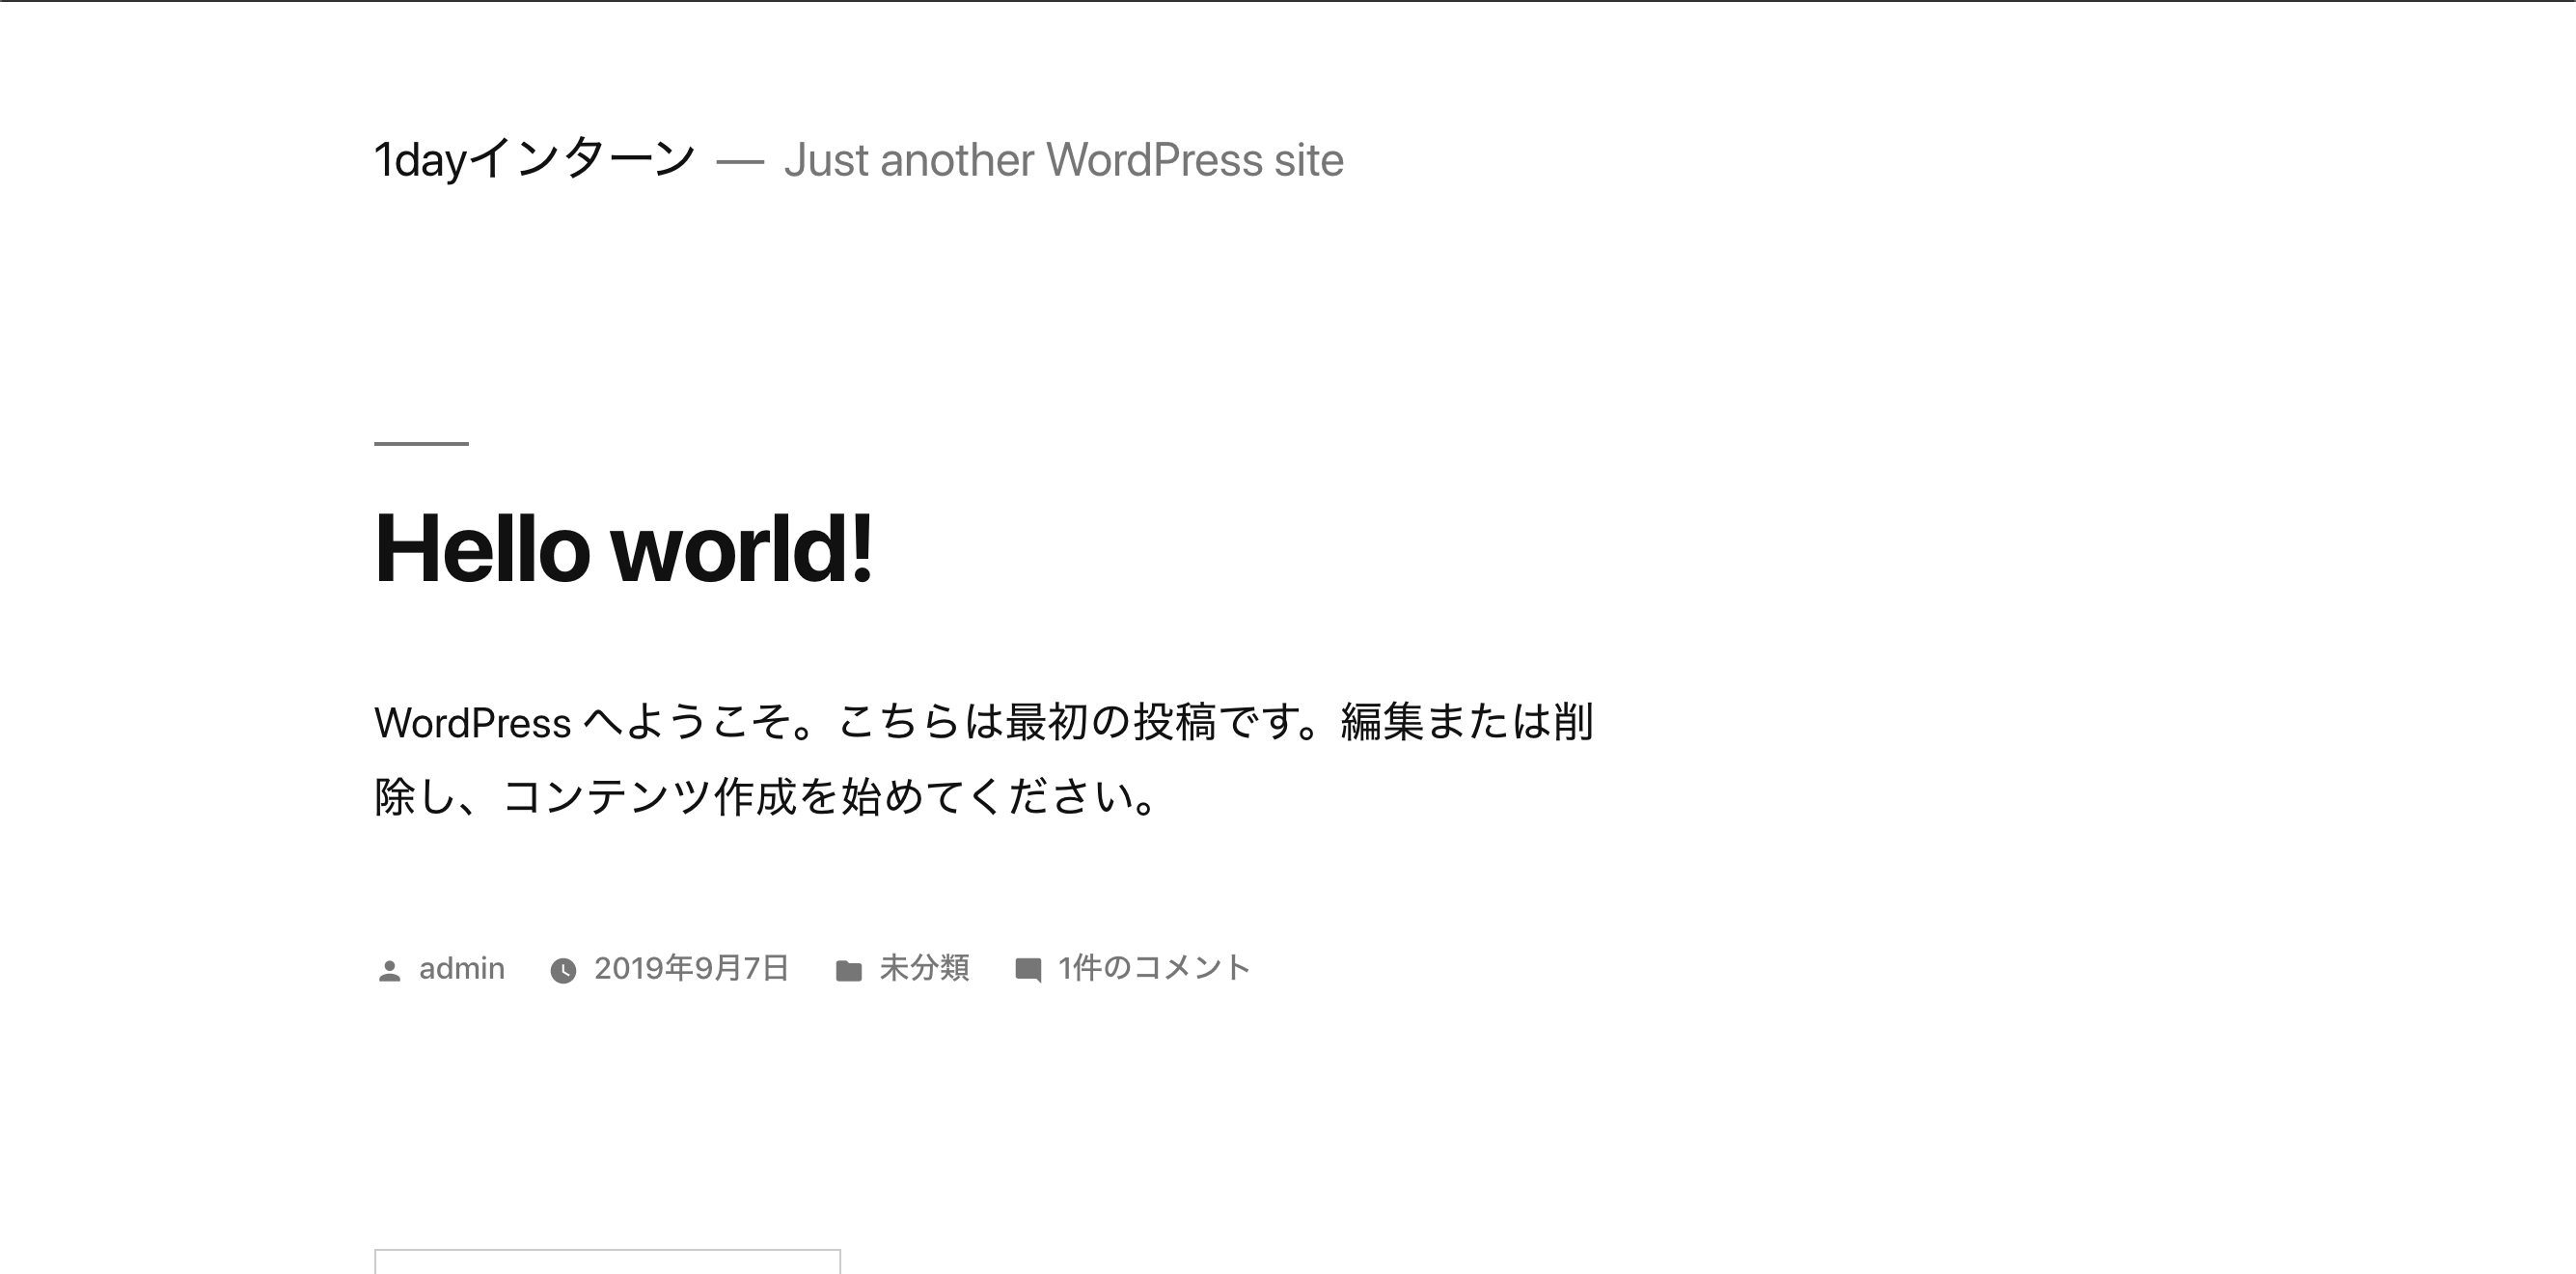 1dayインターン — Just another WordPress site
Hello world!
WordPress へようこそ。こちらは最初の投稿です。編集または削
除し、コンテンツ作成を始めてください。
admin 2019年9月7日 未分類 1件のコメント